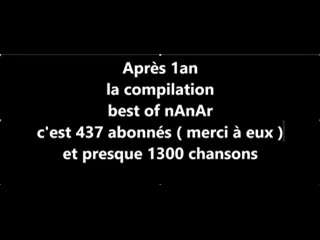 Après 1an
la compilation
best of nAnAr
c'est 437 abonnés ( merci à eux )
et presque 1300 chansons